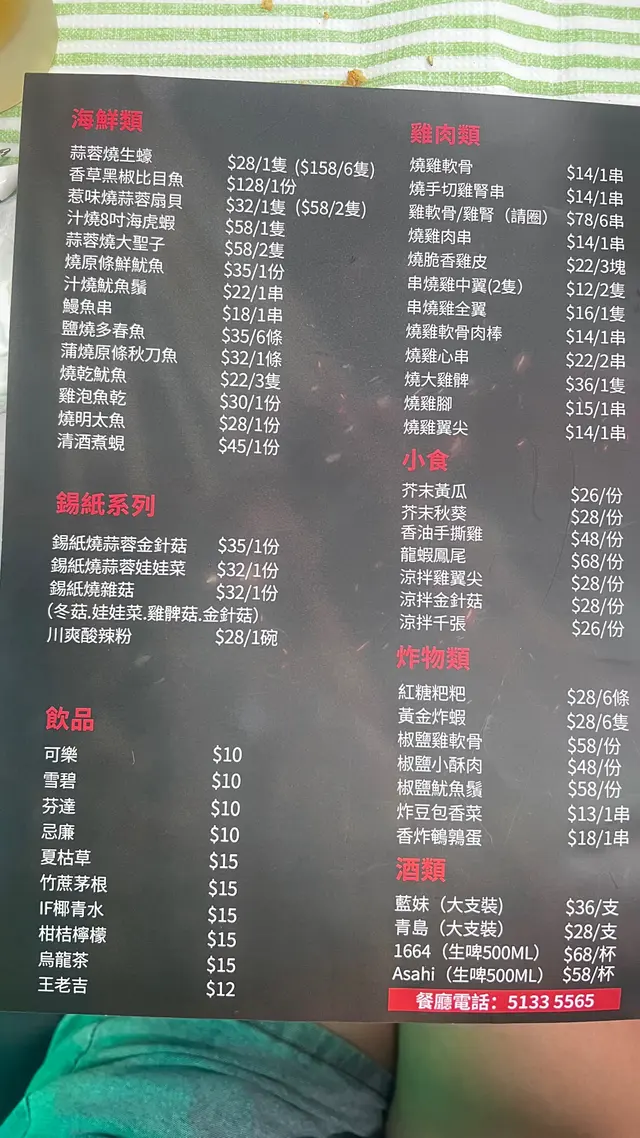 海鮮類
蒜蓉燒生蠔 $28/1隻 ($158/6隻)
香草黑椒比目魚 $128/1份
惹味燒蒜蓉扇貝 $32/1隻 ($58/2隻)
汁燒8吋海虎蝦 $58/1隻
蒜蓉燒大聖子 $58/2隻
燒原條鮮魷魚 $35/1份
汁燒魷魚鬚 $22/1串
鰻魚串 $18/1串
鹽燒多春魚 $35/6條
蒲燒原條秋刀魚 $32/1條
燒乾魷魚 $22/3隻
雞泡魚乾 $30/1份
燒明太魚 $28/1份
清酒煮蜆 $45/1份
錫紙系列
錫紙燒蒜蓉金針菇 $35/1份
錫紙燒蒜蓉娃娃菜 $32/1份
錫紙燒雜菇 $32/1份
(冬菇.娃娃菜.雞髀菇.金針菇)
川爽酸辣粉 $28/1碗
飲品
可樂 $10
雪碧 $10
芬達 $10
忌廉 $10
夏枯草 $15
竹蔗茅根 $15
IF椰青水 $15
柑桔檸檬 $15
烏龍茶 $15
王老吉 $12
雞肉類
燒雞軟骨 $14/1串
燒手切雞腎串 $14/1串
雞軟骨/雞腎（請圈） $78/6串
燒雞肉串 $14/1串
燒脆香雞皮 $22/3塊
串燒雞中翼(2隻） $12/2隻
串燒雞全翼 $16/1隻
燒雞軟骨肉棒 $14/1串
燒雞心串 $22/2串
燒大雞髀 $36/1隻
燒雞腳 $15/1串
燒雞翼尖 $14/1串
小食
芥末黃瓜 $26/份
芥末秋葵 $28/份
香油手撕雞 $48/份
龍蝦鳳尾 $68/份
涼拌雞翼尖 $28/份
涼拌金針菇 $28/份
涼拌千張 $26/份
炸物類
紅糖粑粑 $28/6條
黃金炸蝦 $28/6隻
椒鹽雞軟骨 $58/份
椒鹽小酥肉 $48/份
椒鹽魷魚鬚 $58/份
炸豆包香菜 $13/1串
香炸鵪鶉蛋 $18/1串
酒類
藍妹（大支裝) $36/支
青島（大支裝） $28/支
1664（生啤500ML） $68/杯
Asahi（生啤500ML） $58/杯
餐廳電話：5133 5565